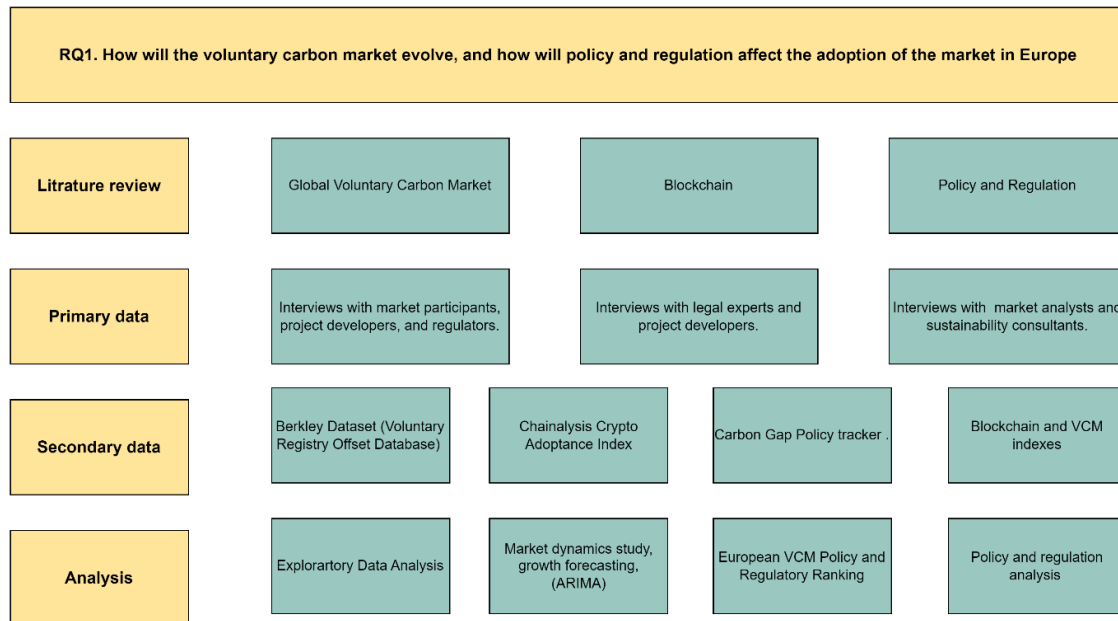 RQ1. How will the voluntary carbon market evolve, and how will policy and regulation affect the adoption of the market in Europe
Litrature review
Global Voluntary Carbon Market
Blockchain
Policy and Regulation
Primary data
Interviews with market participants,
project developers, and regulators.
Interviews with legal experts and
project developers.
Interviews with market analysts and
sustainability consultants.
Secondary data
Berkley Dataset (Voluntary
Registry Offset Database)
Chainalysis Crypto
Adoptance Index
Carbon Gap Policy tracker .
Blockchain and VCM
indexes
Analysis
Explorartory Data Analysis
Market dynamics study,
growth forecasting,
(ARIMA)
European VCM Policy and
Regulatory Ranking
Policy and regulation
analysis